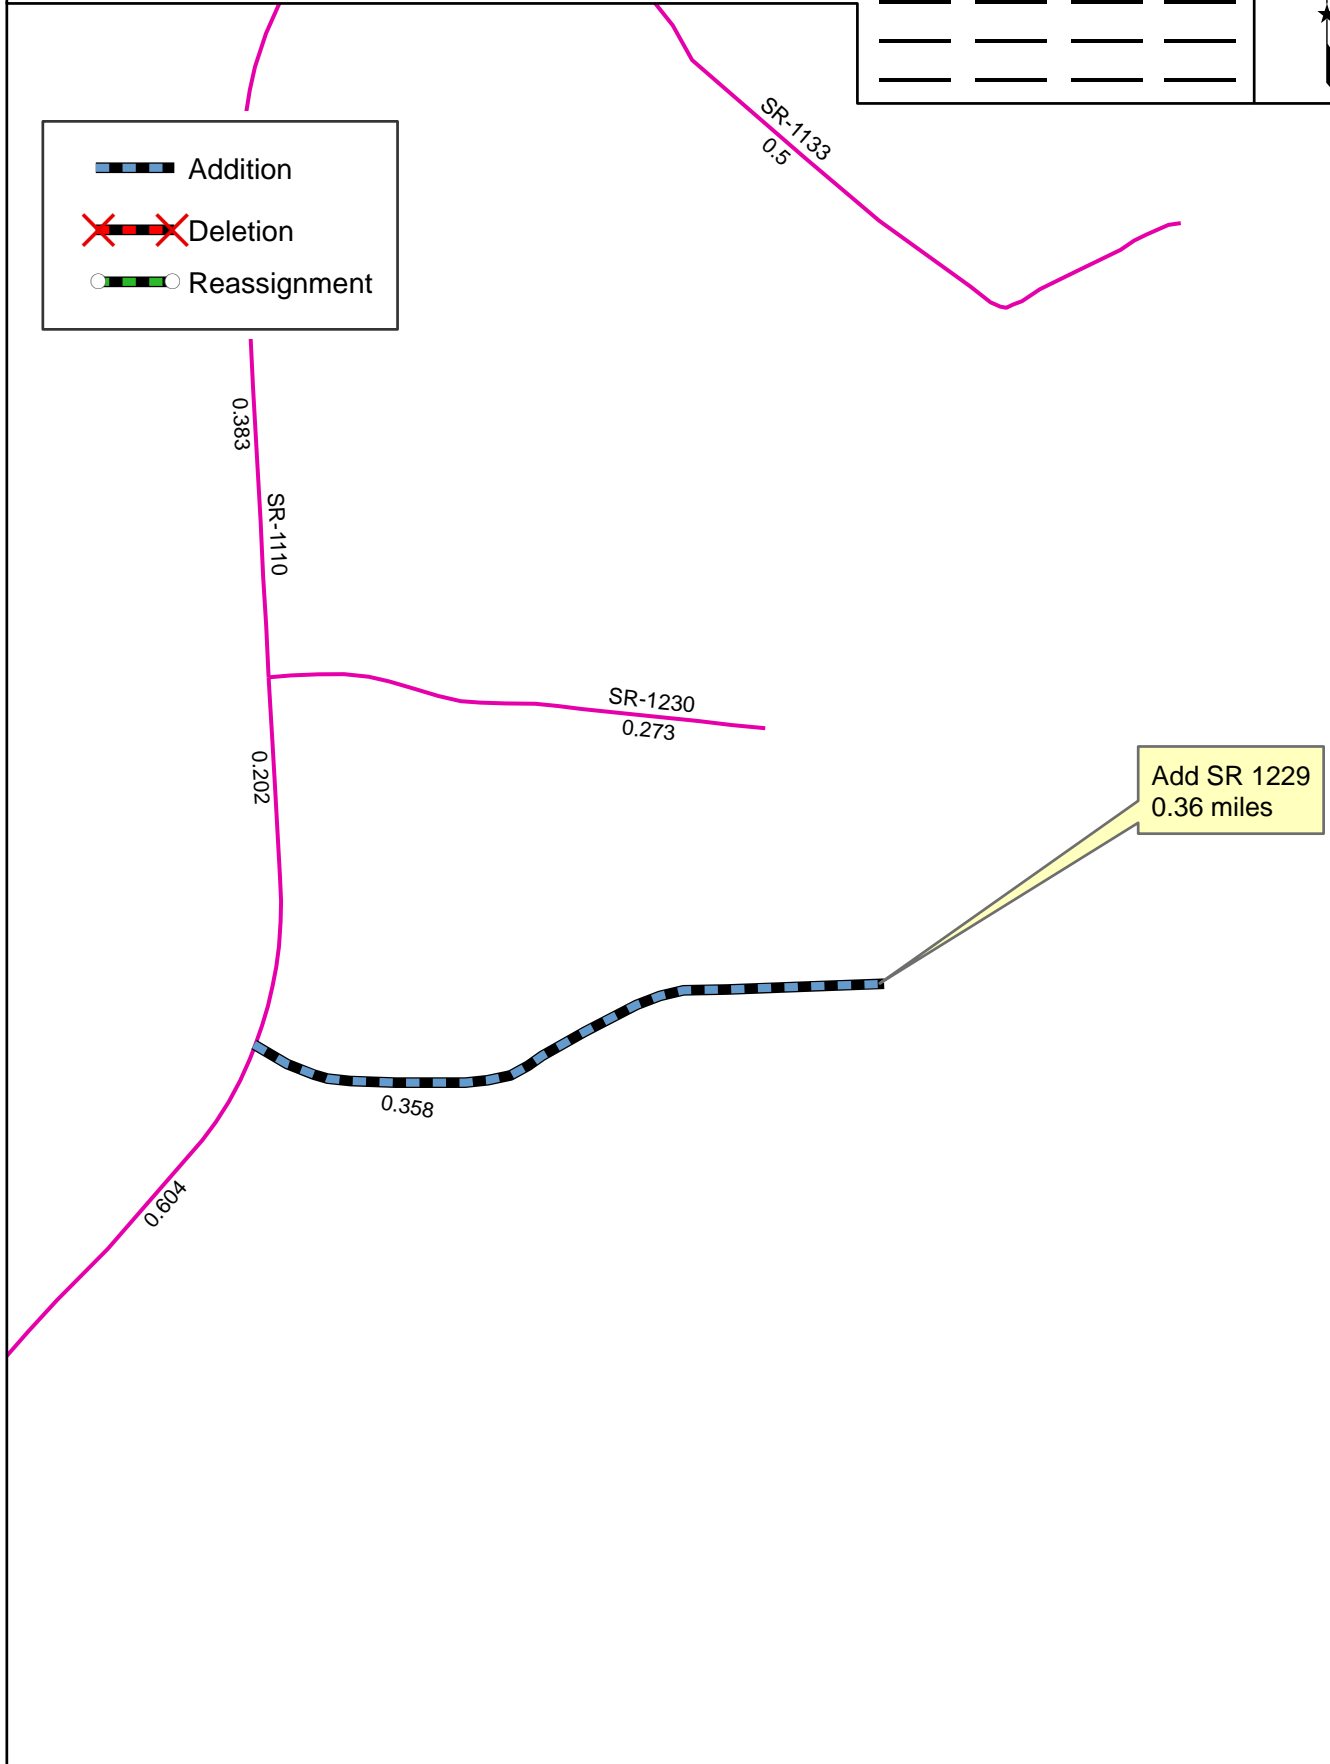 SR-1133
0.5
Addition
Deletion
Reassignment
0.383
SR-1110
SR-1230
0.273
0.202
Add SR 1229
0.36 miles
0.358
0.604